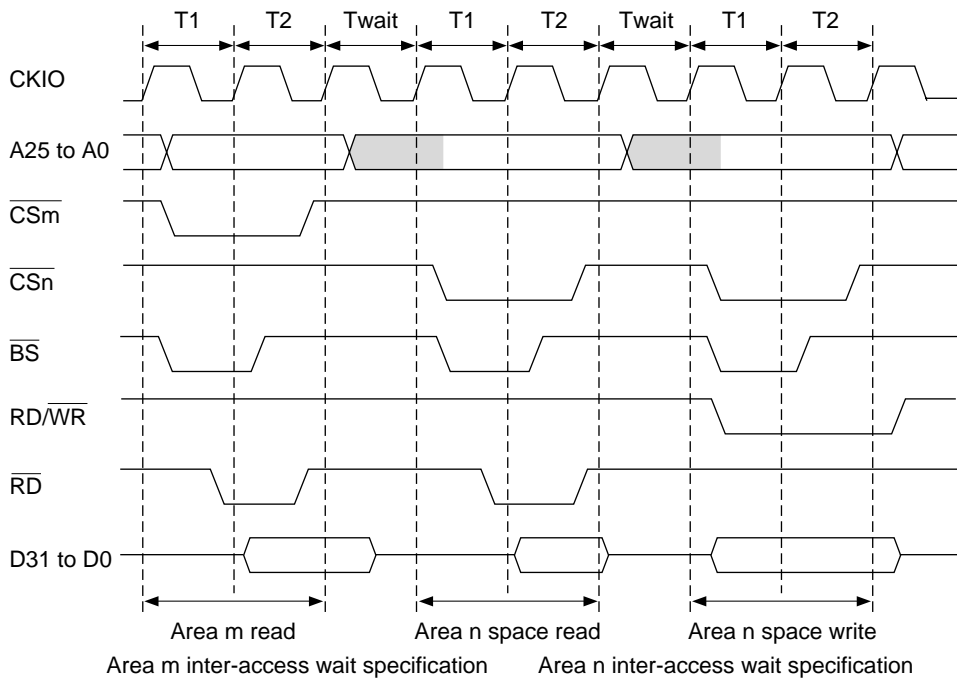 T1 T2 Twait T1 T2 Twait T1 T2
CKIO
A25 to A0
CSm
CSn
BS
RD/WR
RD
D31 to D0
Area m read Area n space read Area n space write
Area m inter-access wait specification Area n inter-access wait specification